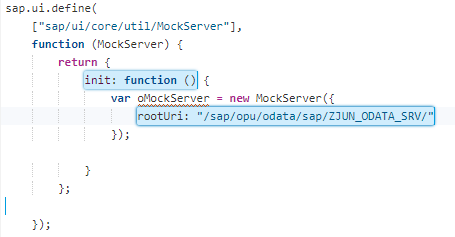 sap.ui.define(
    ["sap/ui/core/util/MockServer"],
    function (MockServer) {
        return {
            init: function () {
                var oMockServer = new MockServer({
                    rootUri: "/sap/opu/odata/sap/ZJUN_ODATA_SRV/"
                });

            }
        };

    });